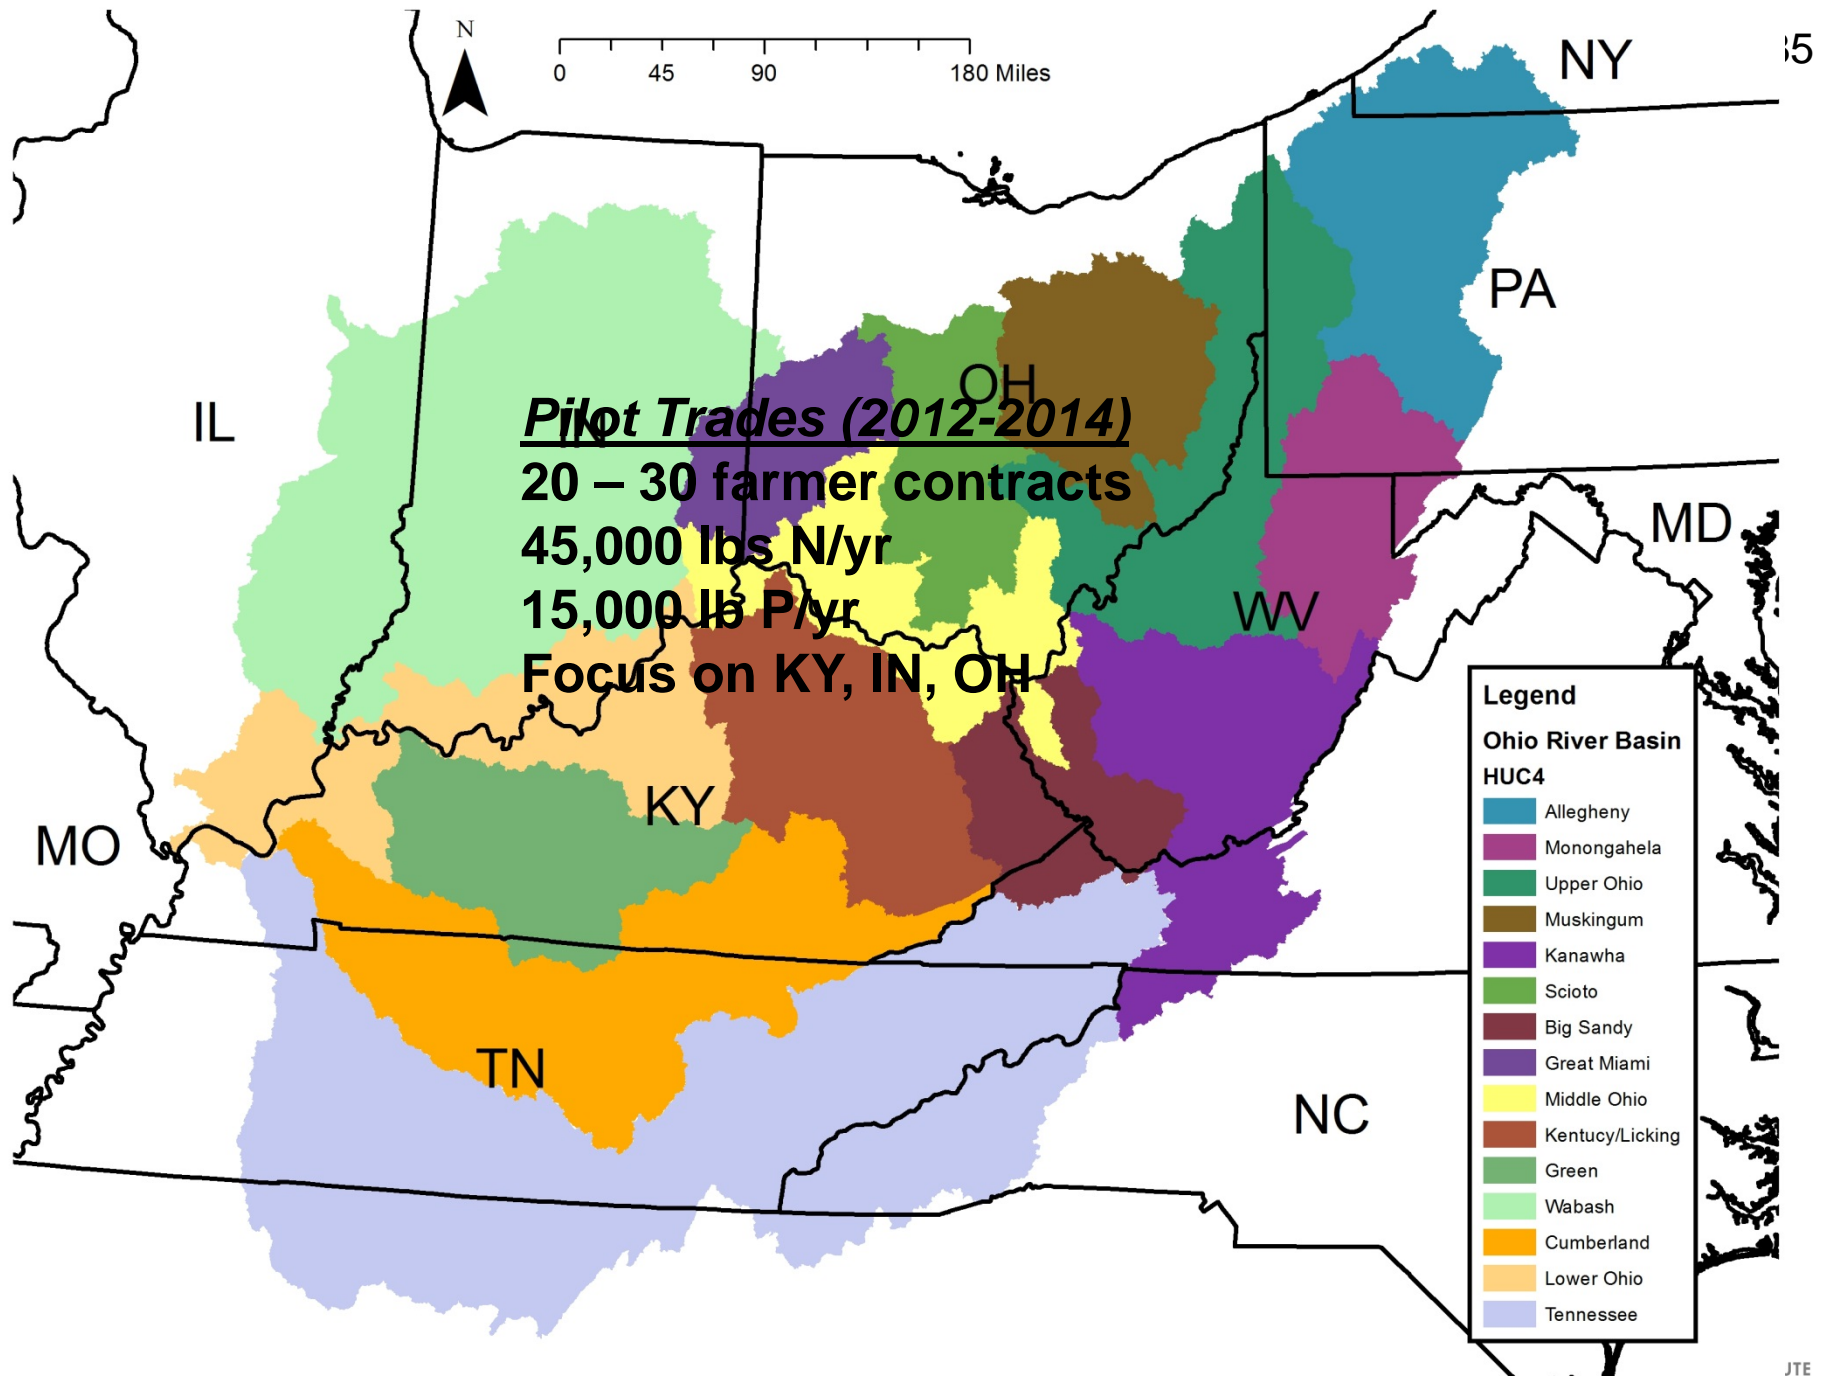 N
0 45 90 180 Miles
NY
PA
OH
IL
IN
Pilot Trades (2012-2014)
20 – 30 farmer contracts
45,000 lbs N/yr
15,000 lb P/yr
Focus on KY, IN, OH
MD
WV
KY
MO
TN
NC
Legend
Ohio River Basin
HUC4
Allegheny
Monongahela
Upper Ohio
Muskingum
Kanawha
Scioto
Big Sandy
Great Miami
Middle Ohio
Kentucy/Licking
Green
Wabash
Cumberland
Lower Ohio
Tennessee